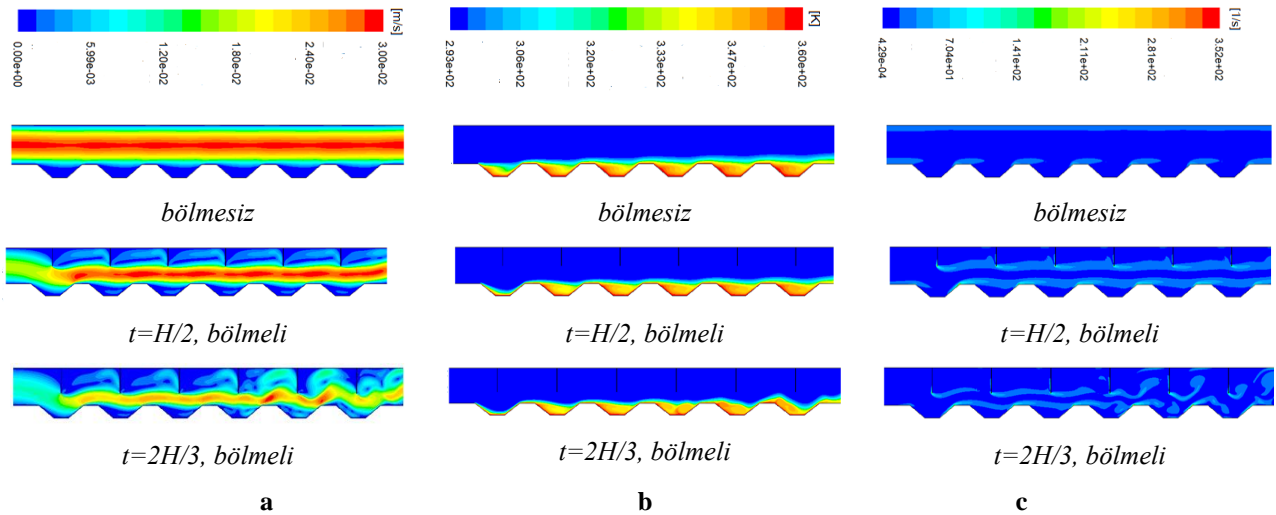 [m/s]
0.00e+00
5.99e-03
1.20e-02
1.80e-02
2.40e-02
3.00e-02
[K]
2.93e+02
3.06e+02
3.20e+02
3.33e+02
3.47e+02
3.60e+02
[1/s]
4.29e-04
7.04e+01
1.41e+02
2.11e+02
2.81e+02
3.52e+02
bölmesiz
bölmesiz
bölmesiz
t=H/2, bölmeli
t=H/2, bölmeli
t=H/2, bölmeli
t=2H/3, bölmeli
t=2H/3, bölmeli
t=2H/3, bölmeli
a
b
c